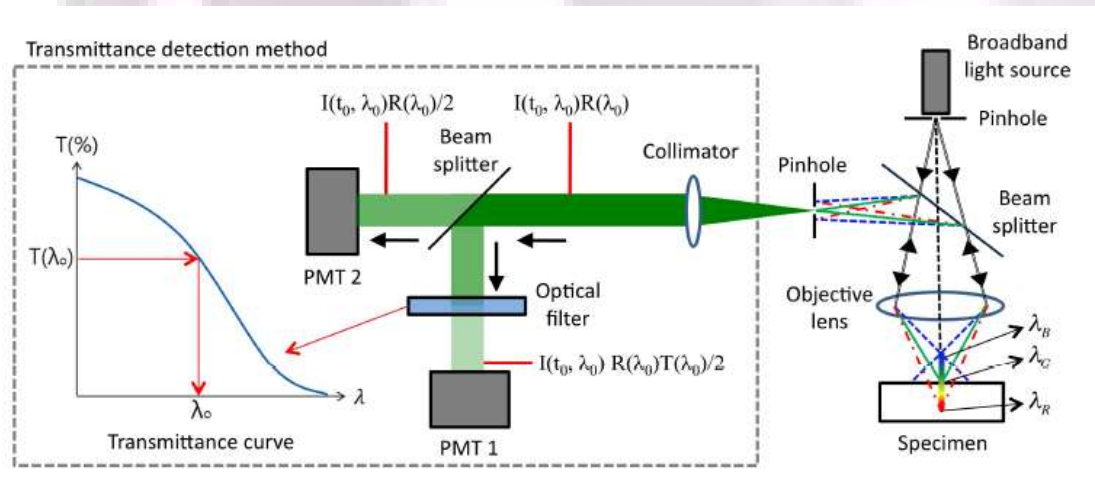 Transmittance detection method
Broadband
light source
Pinhole
I(t₀, λ₀)R(λ₀)/2
I(t₀, λ₀)R(λ₀)
Beam
splitter
Collimator
Pinhole
Beam
splitter
T(%)
T(λₒ)
PMT 2
Optical
filter
Objective
lens
λ_B
λ_G
λ_R
I(t₀, λ₀) R(λ₀)T(λ₀)/2
λ
λₒ
Transmittance curve
PMT 1
Specimen